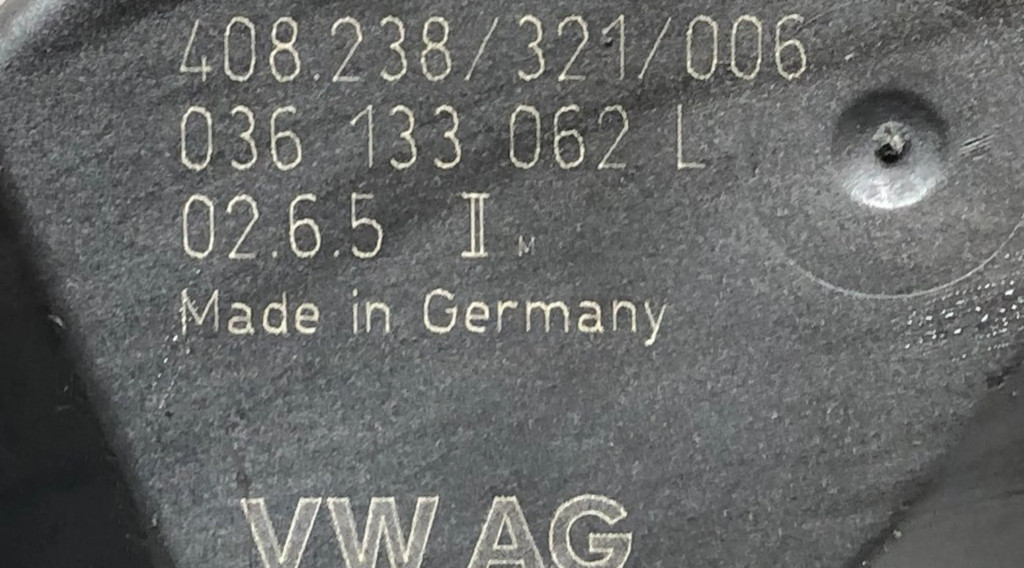 408.238/321/006
036 133 062 L
02.6.5 II M
Made in Germany
VW AG